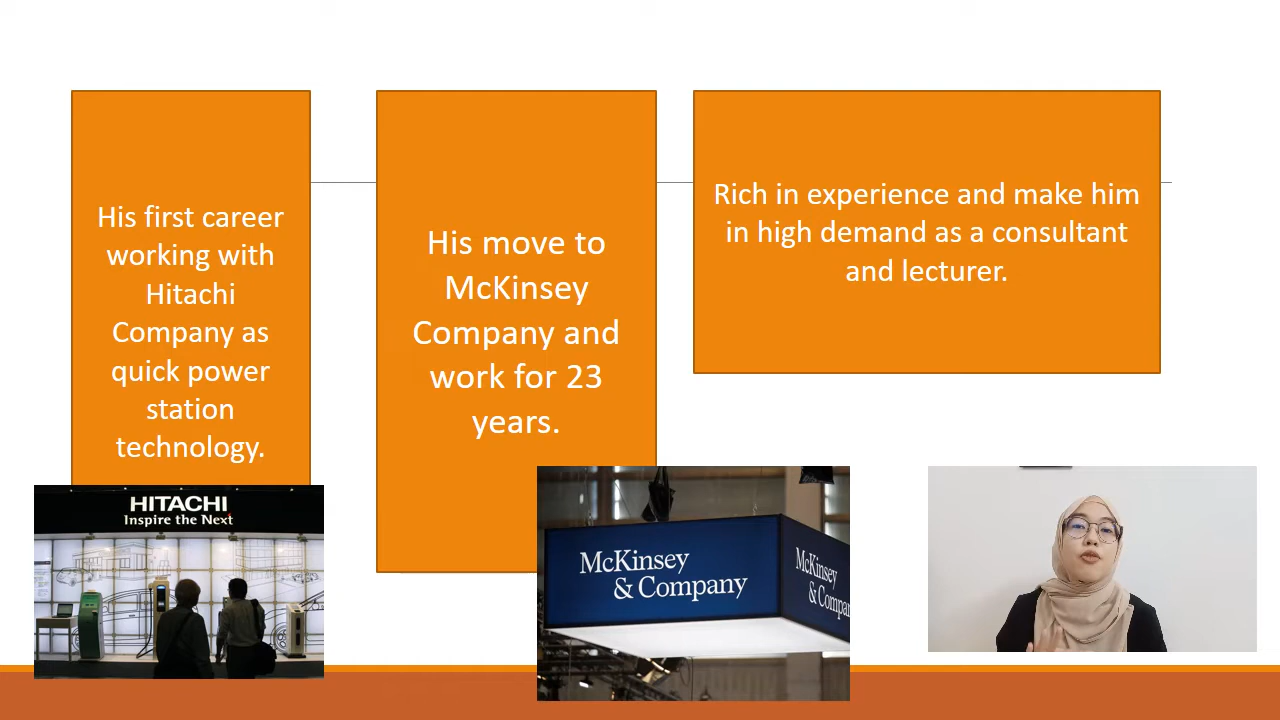 His first career
working with
Hitachi
Company as
quick power
station
technology.
His move to
McKinsey
Company and
work for 23
years.
Rich in experience and make him
in high demand as a consultant
and lecturer.
HITACHI
Inspire the Next
McKinsey
& Company
McKinsey
& Compa